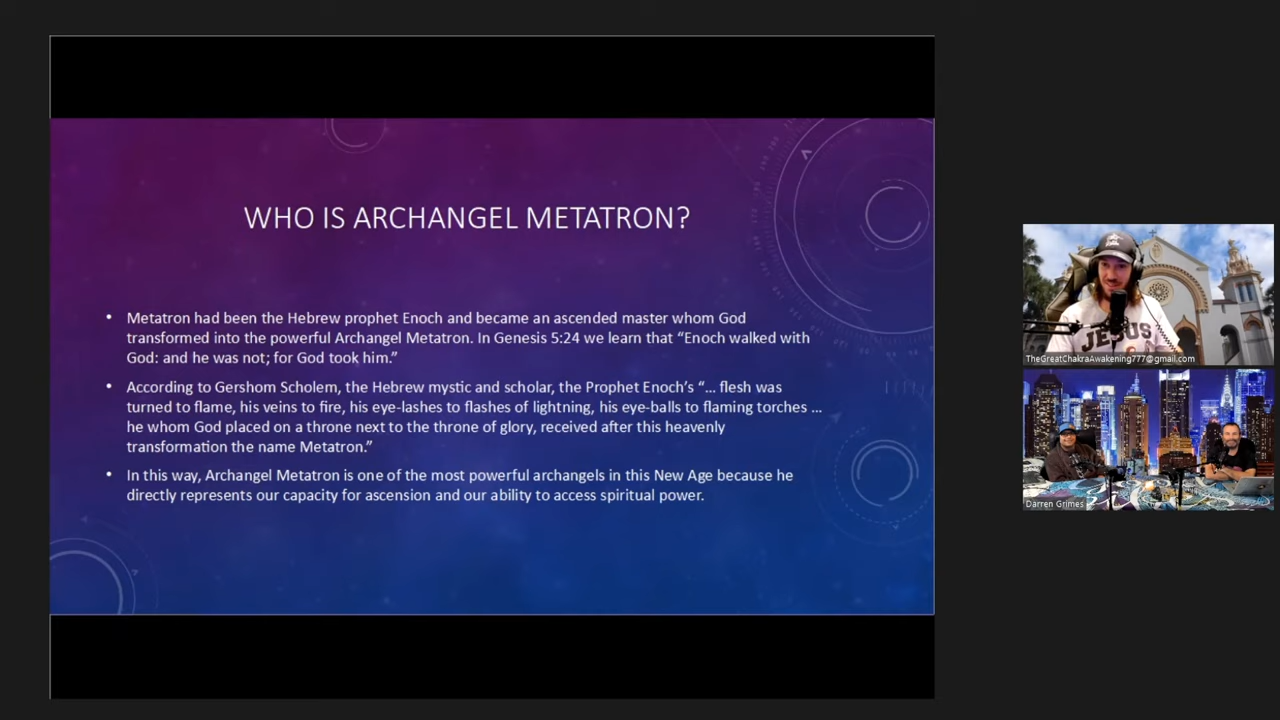 WHO IS ARCHANGEL METATRON?
• Metatron had been the Hebrew prophet Enoch and became an ascended master whom God
transformed into the powerful Archangel Metatron. In Genesis 5:24 we learn that “Enoch walked with
God: and he was not; for God took him.”
• According to Gershom Scholem, the Hebrew mystic and scholar, the Prophet Enoch’s “… flesh was
turned to flame, his veins to fire, his eye-lashes to flashes of lightning, his eye-balls to flaming torches …
he whom God placed on a throne next to the throne of glory, received after this heavenly
transformation the name Metatron.”
• In this way, Archangel Metatron is one of the most powerful archangels in this New Age because he
directly represents our capacity for ascension and our ability to access spiritual power.
JESUS
TheGreatChakraAwakening777@gmail.com
Darren Grimes